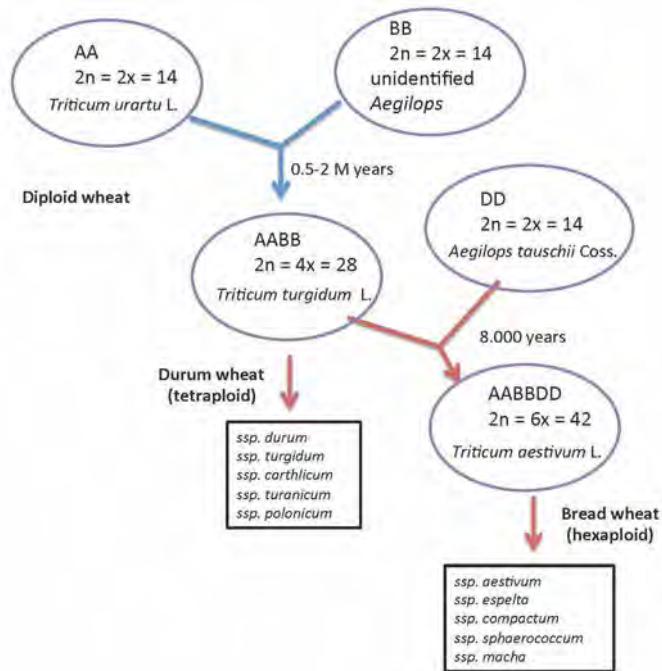 AA
2n = 2x = 14
Triticum urartu L.
BB
2n = 2x = 14
unidentified
Aegilops
0.5-2 M years
Diploid wheat
AABB
2n = 4x = 28
Triticum turgidum L.
DD
2n = 2x = 14
Aegilops tauschii Coss.
8.000 years
Durum wheat
(tetraploid)
AABBDD
2n = 6x = 42
Triticum aestivum L.
ssp. durum
ssp. turgidum
ssp. carthlicum
ssp. turanicum
ssp. polonicum
Bread wheat
(hexaploid)
ssp. aestivum
ssp. espelta
ssp. compactum
ssp. sphaerococcum
ssp. macha